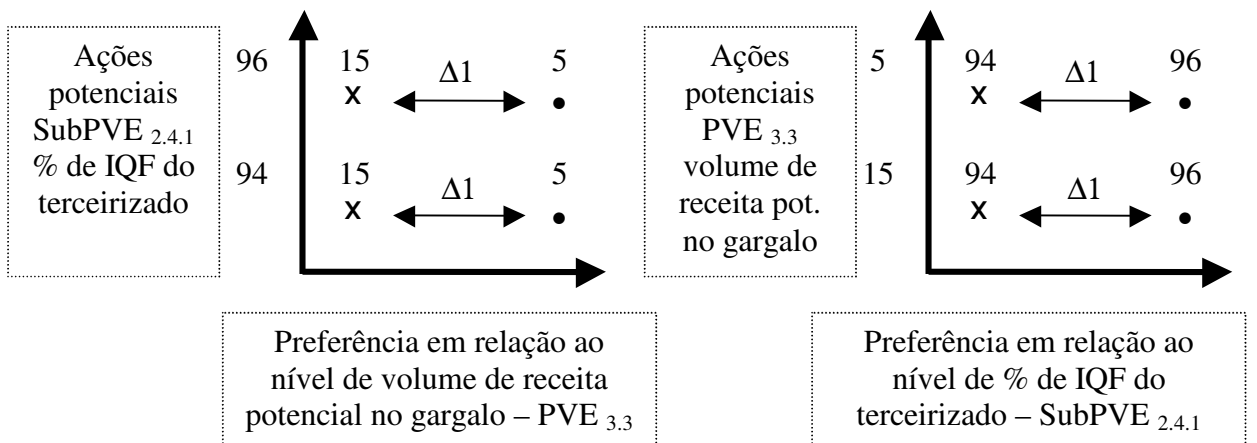 Ações
potenciais
SubPVE 2.4.1
% de IQF do
terceirizado
96 15 Δ1 5
x •
94 15 Δ1 5
x •
Preferência em relação ao
nível de volume de receita
potencial no gargalo – PVE 3.3
Ações
potenciais
PVE 3.3
volume de
receita pot.
no gargalo
5 94 Δ1 96
x •
15 94 Δ1 96
x •
Preferência em relação ao
nível de % de IQF do
terceirizado – SubPVE 2.4.1